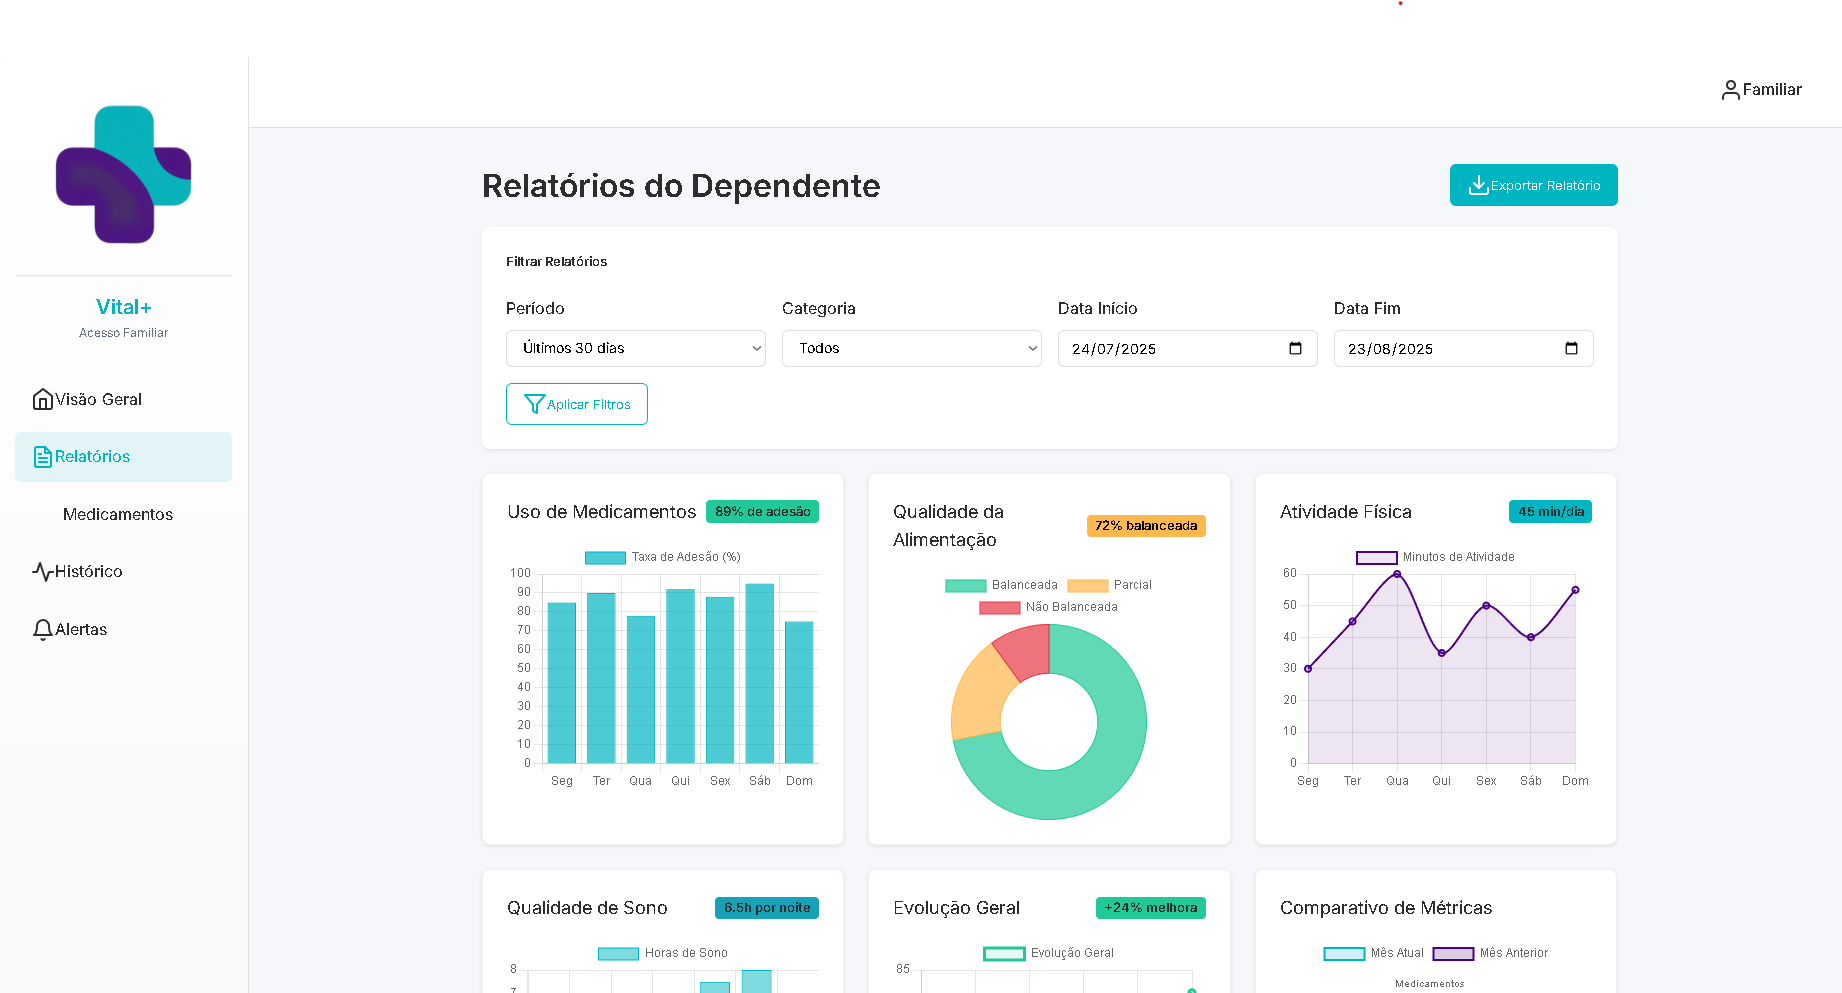 Familiar
Vital+
Acesso Familiar
Visão Geral
Relatórios
Medicamentos
Histórico
Alertas
Relatórios do Dependente
Exportar Relatório
Filtrar Relatórios
Período
Categoria
Data Início
Data Fim
Últimos 30 dias
Todos
24/07/2025
23/08/2025
Aplicar Filtros
Uso de Medicamentos
89% de adesão
Taxa de Adesão (%)
100
90
80
70
60
50
40
30
20
10
0
Seg Ter Qua Qui Sex Sáb Dom
Qualidade da
Alimentação
72% balanceada
Balanceada Parcial
Não Balanceada
Atividade Física
45 min/dia
Minutos de Atividade
60
50
40
30
20
10
0
Seg Ter Qua Qui Sex Sáb Dom
Qualidade de Sono
6.5h por noite
Horas de Sono
8
7
Evolução Geral
+24% melhora
Evolução Geral
85
Comparativo de Métricas
Mês Atual Mês Anterior
Medicamentos